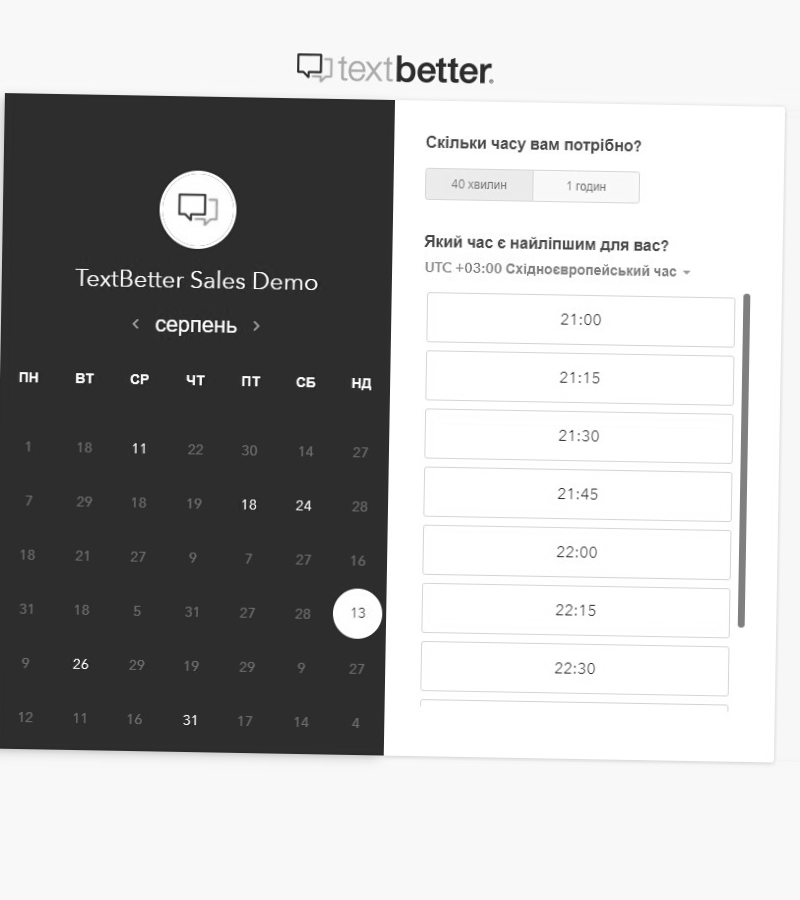 textbetter.
TextBetter Sales Demo
серпень
ПН ВТ СР ЧТ ПТ СБ НД
1 18 11 22 30 14 27
7 29 18 19 18 24 28
18 21 27 9 7 27 16
31 18 5 31 27 28 13
9 26 29 19 29 9 27
12 11 16 31 17 14 4
Скільки часу вам потрібно?
40 хвилин 1 годин
Який час є найліпшим для вас?
UTC +03:00 Східноєвропейський час
21:00
21:15
21:30
21:45
22:00
22:15
22:30